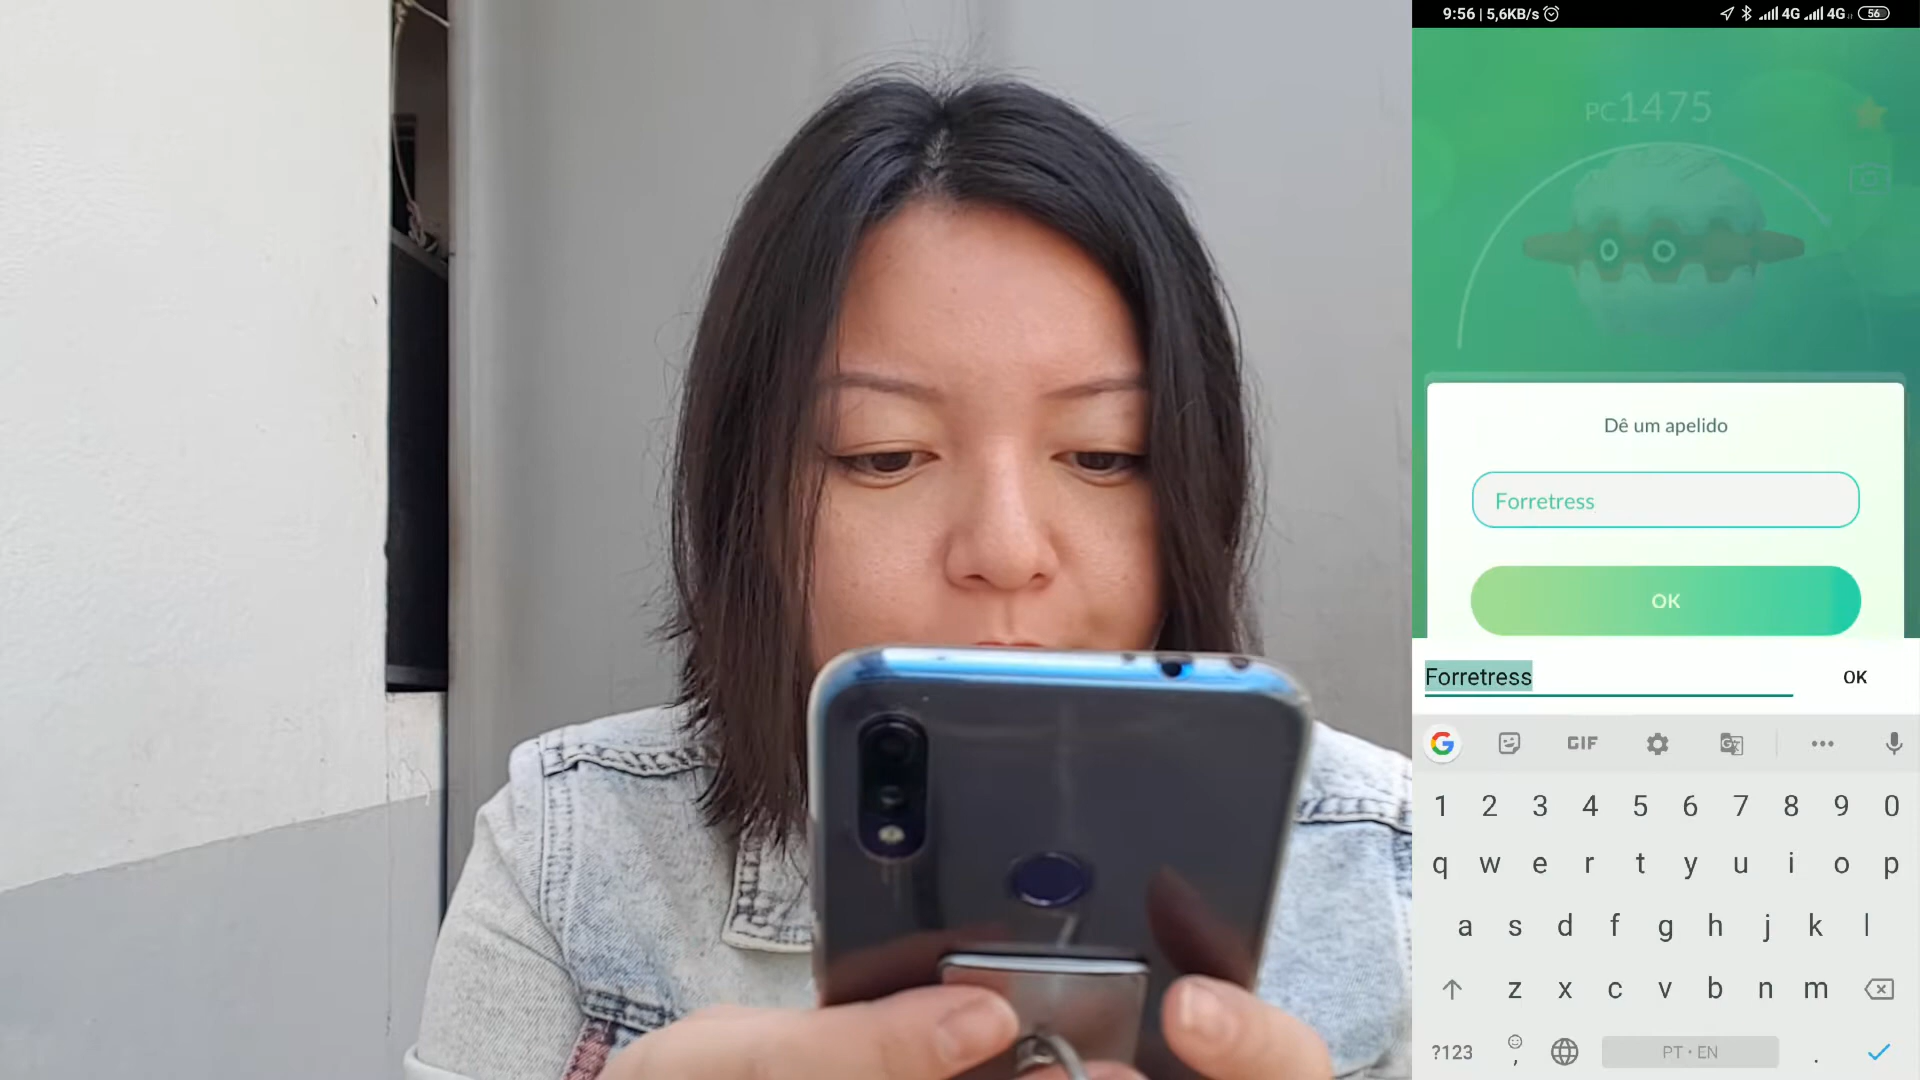 9:56 | 5,6KB/s 4G 4G 56
PC1475
Dê um apelido
Forretress
OK
Forretress OK
GIF
1 2 3 4 5 6 7 8 9 0
q w e r t y u i o p
a s d f g h j k l
z x c v b n m
?123 , PT • EN .